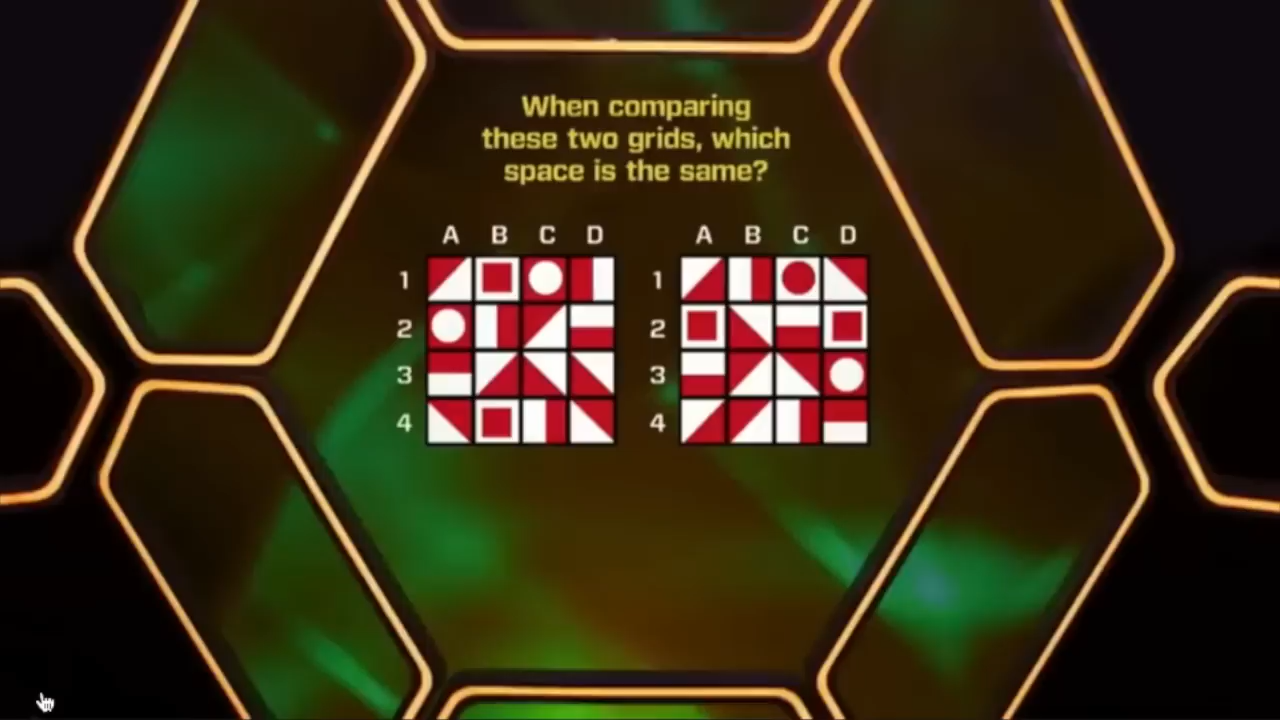 When comparing
these two grids, which
space is the same?
A B C D A B C D
1 1
2 2
3 3
4 4